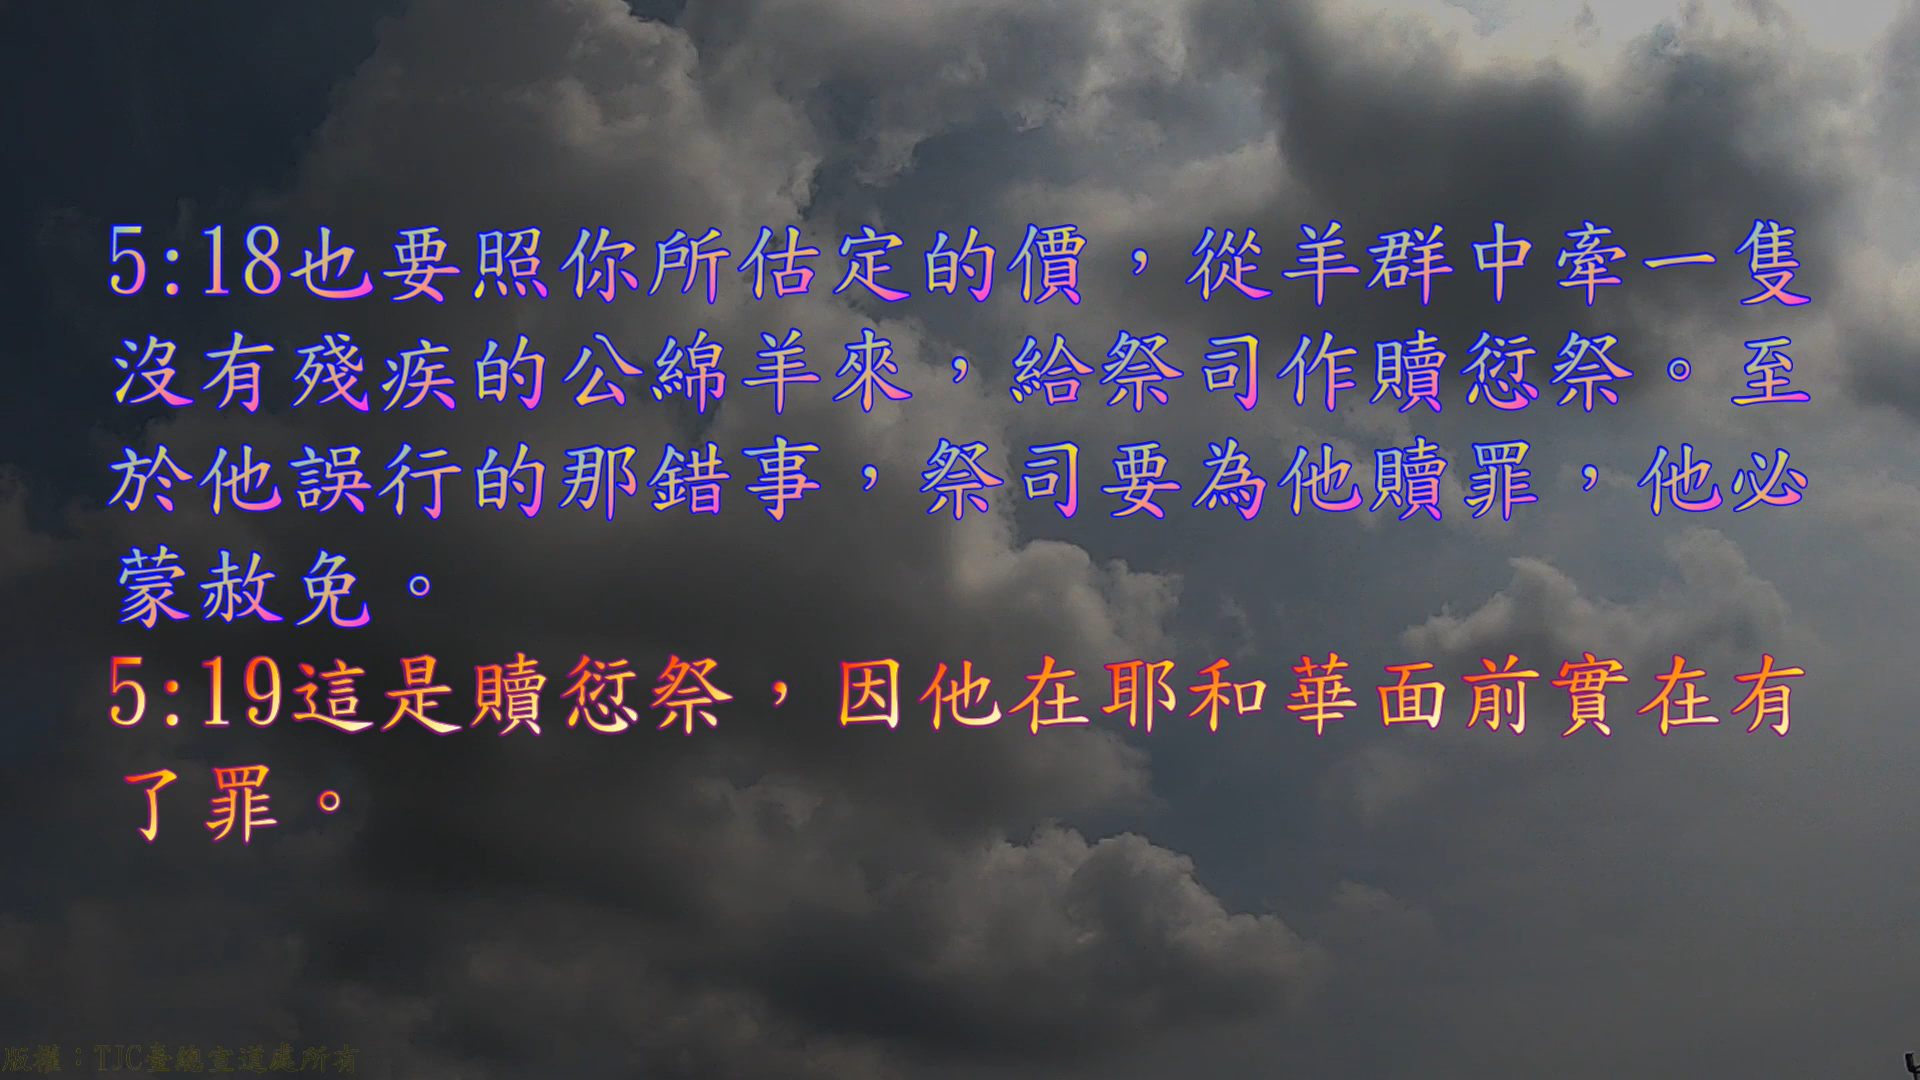 5:18也要照你所估定的價，從羊群中牽一隻
沒有殘疾的公綿羊來，給祭司作贖愆祭。至
於他誤行的那錯事，祭司要為他贖罪，他必
蒙赦免。
5:19這是贖愆祭，因他在耶和華面前實在有
了罪。
版權：TJC臺總宣道處所有